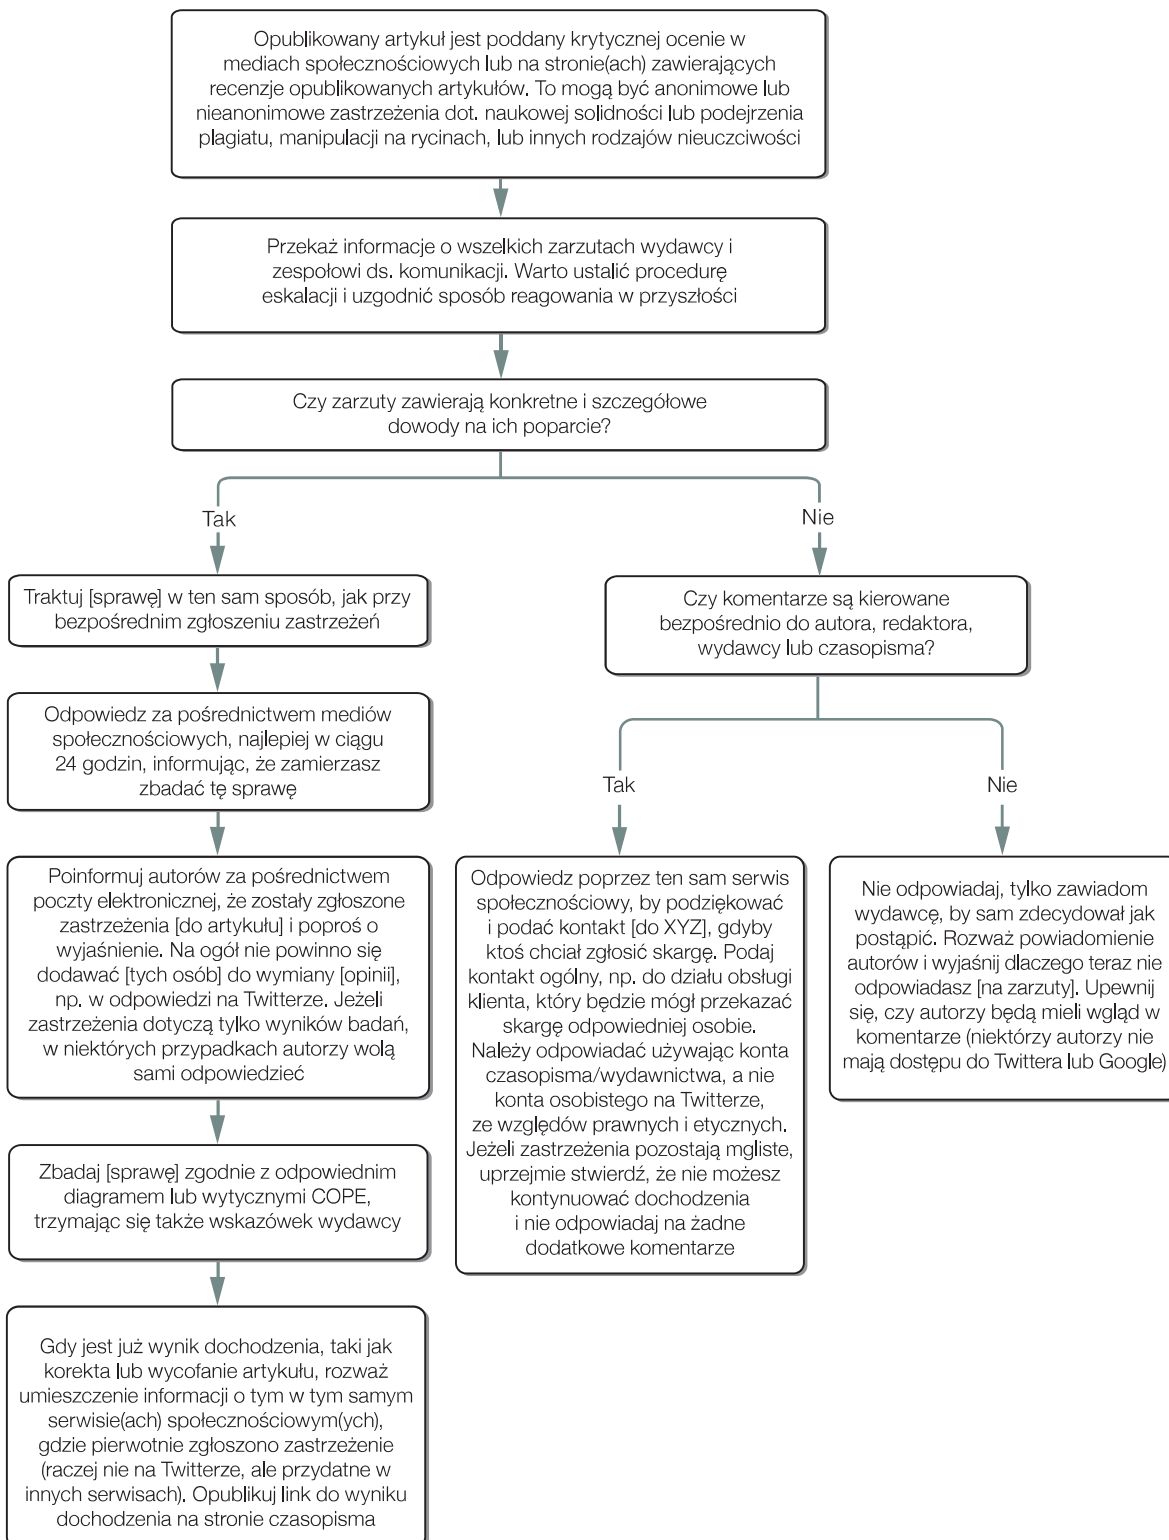 Opublikowany artykuł jest poddany krytycznej ocenie w
mediach społecznościowych lub na stronie(ach) zawierających
recenzje opublikowanych artykułów. To mogą być anonimowe lub
nieanonimowe zastrzeżenia dot. naukowej solidności lub podejrzenia
plagiatu, manipulacji na rycinach, lub innych rodzajów nieuczciwości
Przekaż informacje o wszelkich zarzutach wydawcy i
zespołowi ds. komunikacji. Warto ustalić procedurę
eskalacji i uzgodnić sposób reagowania w przyszłości
Czy zarzuty zawierają konkretne i szczegółowe
dowody na ich poparcie?
Tak
Nie
Traktuj [sprawę] w ten sam sposób, jak przy
bezpośrednim zgłoszeniu zastrzeżeń
Odpowiedz za pośrednictwem mediów
społecznościowych, najlepiej w ciągu
24 godzin, informując, że zamierzasz
zbadać tę sprawę
Poinformuj autorów za pośrednictwem
poczty elektronicznej, że zostały zgłoszone
zastrzeżenia [do artykułu] i poproś o
wyjaśnienie. Na ogół nie powinno się
dodawać [tych osób] do wymiany [opinii],
np. w odpowiedzi na Twitterze. Jeżeli
zastrzeżenia dotyczą tylko wyników badań,
w niektórych przypadkach autorzy wolą
sami odpowiedzieć
Zbadaj [sprawę] zgodnie z odpowiednim
diagramem lub wytycznymi COPE,
trzymając się także wskazówek wydawcy
Gdy jest już wynik dochodzenia, taki jak
korekta lub wycofanie artykułu, rozważ
umieszczenie informacji o tym w tym samym
serwisie(ach) społecznościowym(ych),
gdzie pierwotnie zgłoszono zastrzeżenie
(raczej nie na Twitterze, ale przydatne w
innych serwisach). Opublikuj link do wyniku
dochodzenia na stronie czasopisma
Czy komentarze są kierowane
bezpośrednio do autora, redaktora,
wydawcy lub czasopisma?
Tak
Nie
Odpowiedz poprzez ten sam serwis
społecznościowy, by podziękować
i podać kontakt [do XYZ], gdyby
ktoś chciał zgłosić skargę. Podaj
kontakt ogólny, np. do działu obsługi
klienta, który będzie mógł przekazać
skargę odpowiedniej osobie.
Należy odpowiadać używając konta
czasopisma/wydawnictwa, a nie
konta osobistego na Twitterze,
ze względów prawnych i etycznych.
Jeżeli zastrzeżenia pozostają mgliste,
uprzejmie stwierdź, że nie możesz
kontynuować dochodzenia
i nie odpowiadaj na żadne
dodatkowe komentarze
Nie odpowiadaj, tylko zawiadom
wydawcę, by sam zdecydował jak
postąpić. Rozważ powiadomienie
autorów i wyjaśnij dlaczego teraz nie
odpowiadasz [na zarzuty]. Upewnij
się, czy autorzy będą mieli wgląd w
komentarze (niektórzy autorzy nie
mają dostępu do Twittera lub Google)